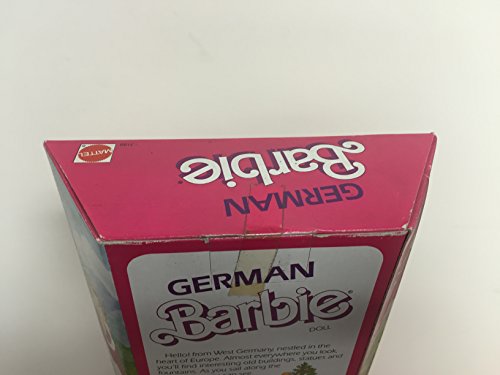 MATTEL
GERMAN
Barbie®
GERMAN
Barbie®
DOLL
Hello! from West Germany, nestled in the
heart of Europe. Almost everywhere you look,
you'll find interesting old buildings, statues and
fountains. As you sail along the